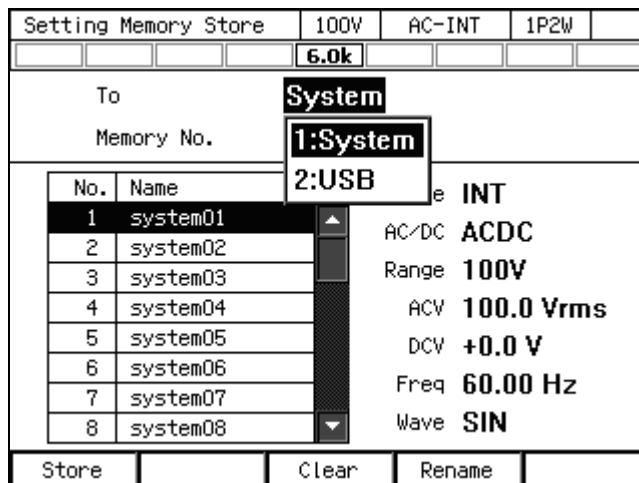 Setting Memory Store 100V AC-INT 1P2W
6.0k
To System
Memory No. 1:System
2:USB
No. Name
1 system01
2 system02
3 system03
4 system04
5 system05
6 system06
7 system07
8 system08
e INT
AC/DC ACDC
Range 100V
ACV 100.0 Vrms
DCV +0.0 V
Freq 60.00 Hz
Wave SIN
Store Clear Rename